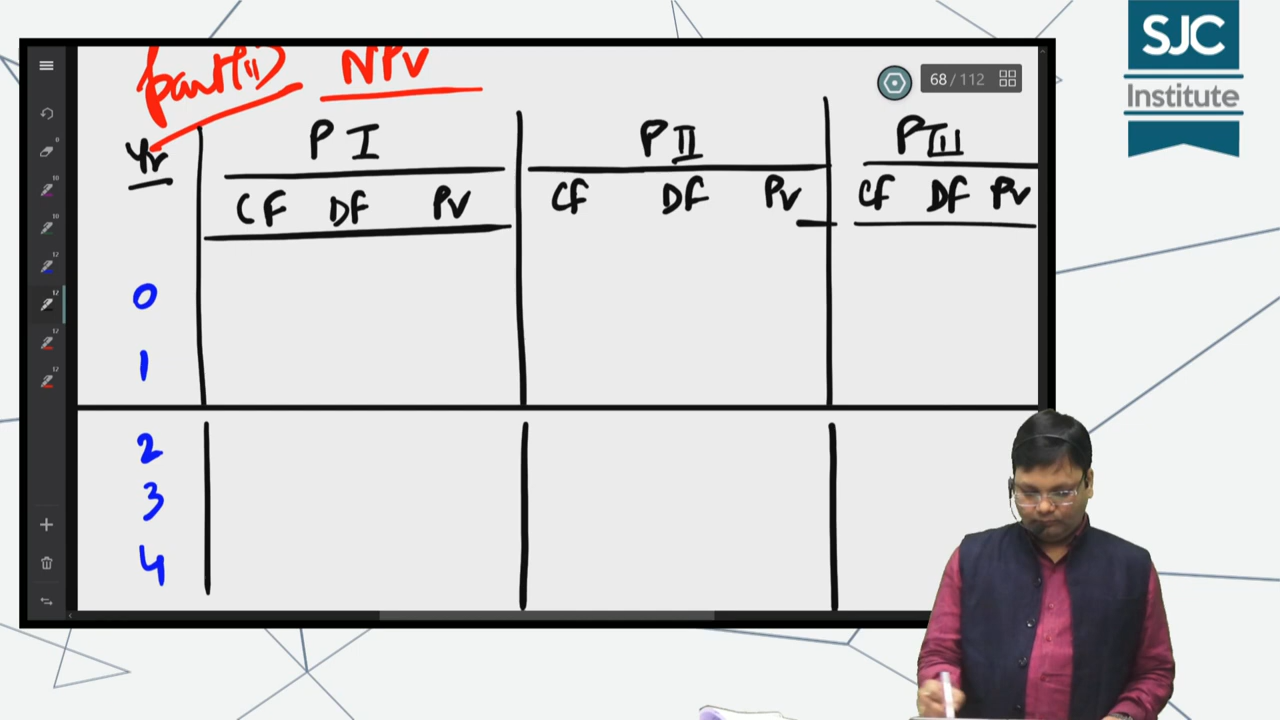 SJC
Institute
part(ii) NPV
68 / 112
Yr P I P II P III
CF DF PV CF DF PV CF DF PV
0
1
2
3
4